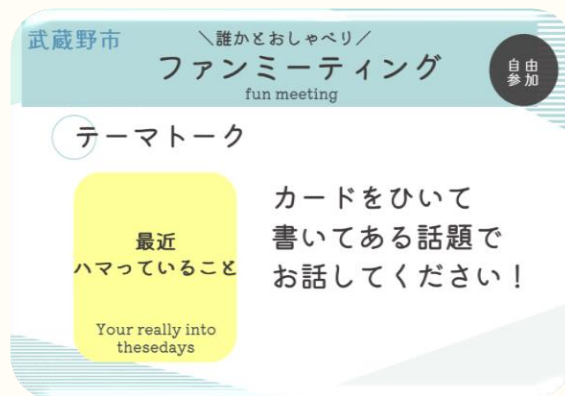 武蔵野市
＼誰かとおしゃべり／
ファンミーティング
fun meeting
自由
参加
テーマトーク
最近
ハマっていること
Your really into
thesedays
カードをひいて
書いてある話題で
お話してください！